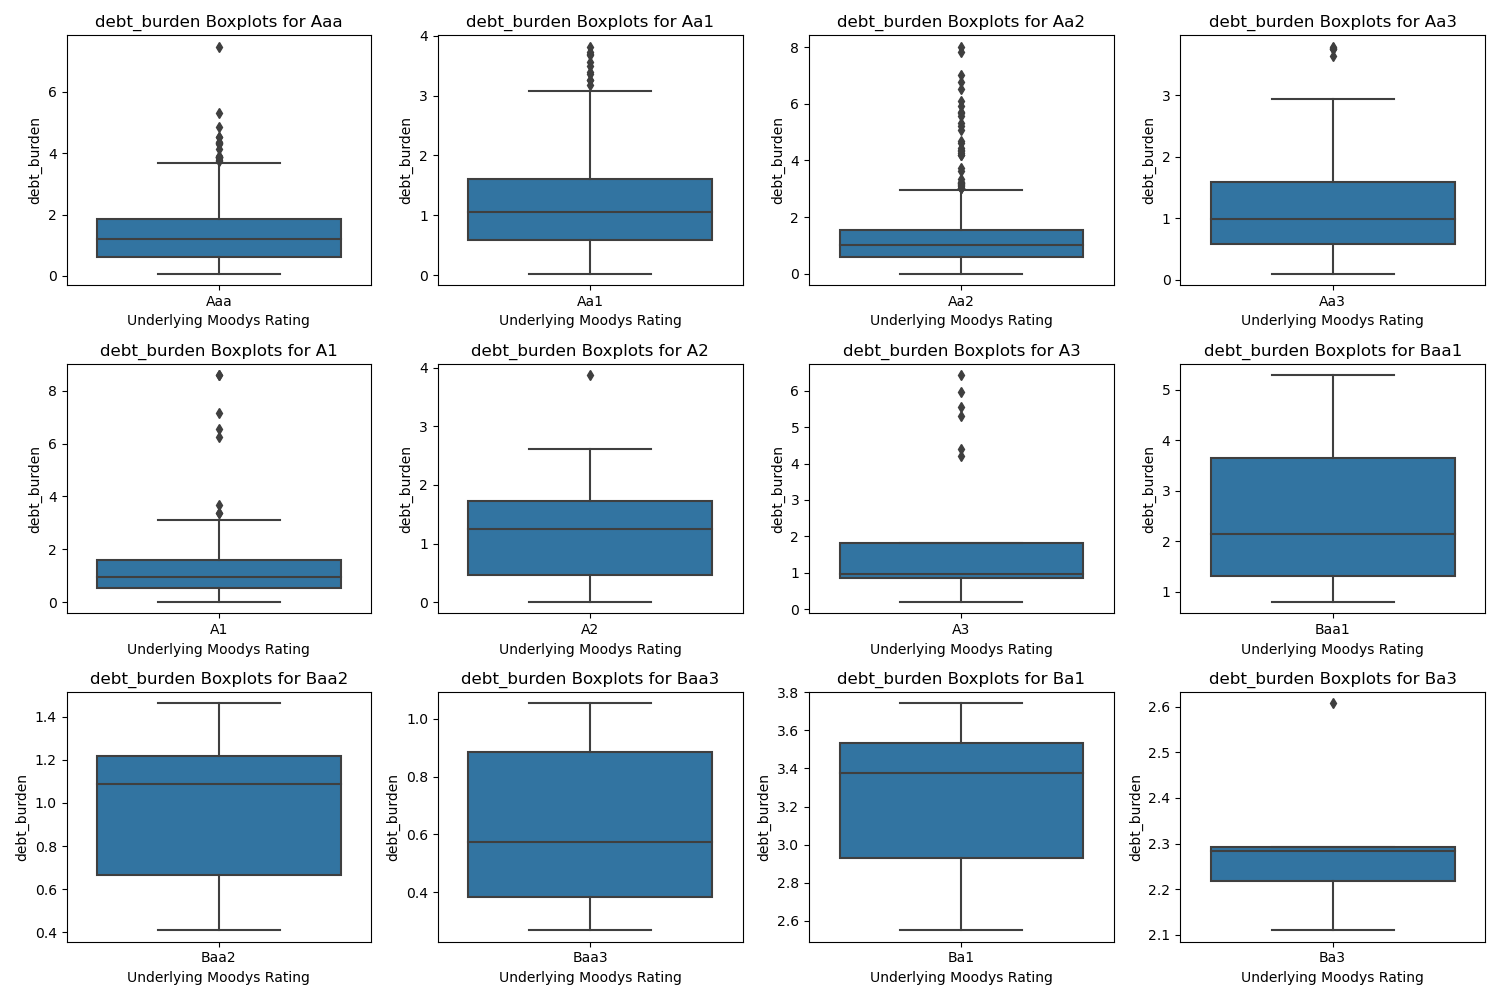 debt_burden Boxplots for Aaa
debt_burden
6
4
2
0
Aaa
Underlying Moodys Rating
debt_burden Boxplots for Aa1
debt_burden
4
3
2
1
0
Aa1
Underlying Moodys Rating
debt_burden Boxplots for Aa2
debt_burden
8
6
4
2
0
Aa2
Underlying Moodys Rating
debt_burden Boxplots for Aa3
debt_burden
3
2
1
0
Aa3
Underlying Moodys Rating
debt_burden Boxplots for A1
debt_burden
8
6
4
2
0
A1
Underlying Moodys Rating
debt_burden Boxplots for A2
debt_burden
4
3
2
1
0
A2
Underlying Moodys Rating
debt_burden Boxplots for A3
debt_burden
6
5
4
3
2
1
0
A3
Underlying Moodys Rating
debt_burden Boxplots for Baa1
debt_burden
5
4
3
2
1
Baa1
Underlying Moodys Rating
debt_burden Boxplots for Baa2
debt_burden
1.4
1.2
1.0
0.8
0.6
0.4
Baa2
Underlying Moodys Rating
debt_burden Boxplots for Baa3
debt_burden
1.0
0.8
0.6
0.4
Baa3
Underlying Moodys Rating
debt_burden Boxplots for Ba1
debt_burden
3.8
3.6
3.4
3.2
3.0
2.8
2.6
Ba1
Underlying Moodys Rating
debt_burden Boxplots for Ba3
debt_burden
2.6
2.5
2.4
2.3
2.2
2.1
Ba3
Underlying Moodys Rating